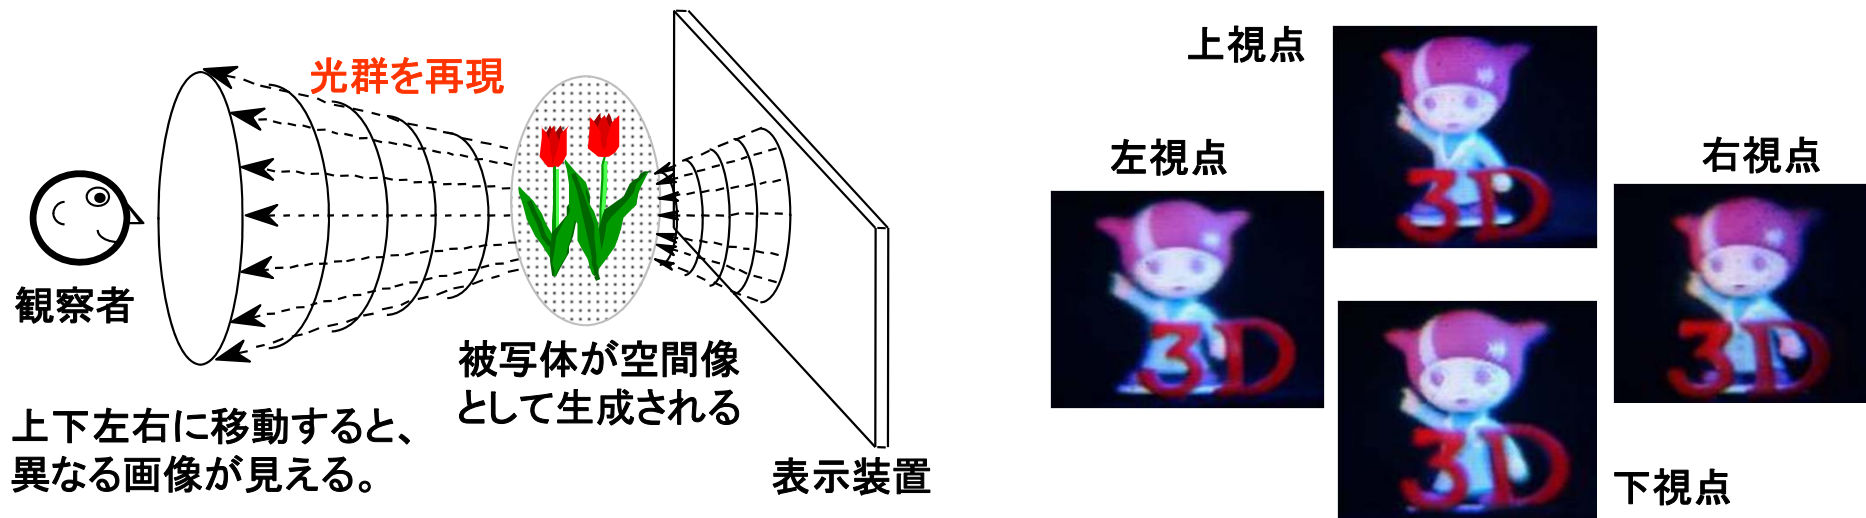 光群を再現
観察者
被写体が空間像
として生成される
上下左右に移動すると、
異なる画像が見える。
表示装置
上視点
左視点
右視点
下視点
3D
3D
3D
3D